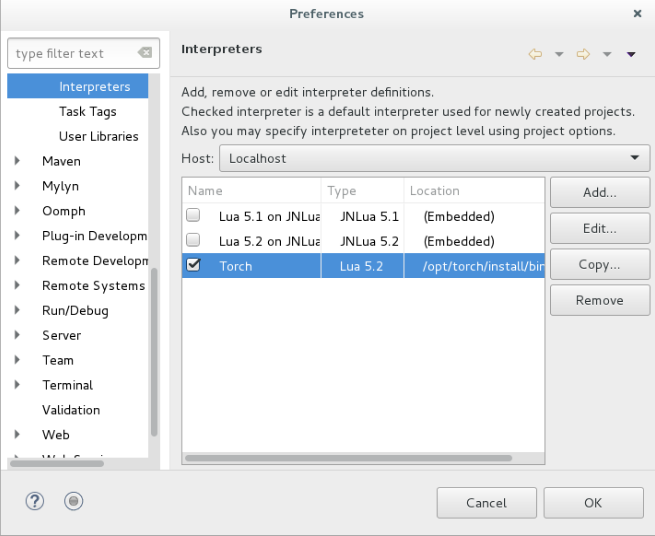 Preferences
type filter text
Interpreters
Task Tags
User Libraries
Maven
Mylyn
Oomph
Plug-in Developm
Remote Develop
Remote Systems
Run/Debug
Server
Team
Terminal
Validation
Web
Interpreters
Add, remove or edit interpreter definitions.
Checked interpreter is a default interpreter used for newly created projects.
Also you may specify interpreteter on project level using project options.
Host: Localhost
Name Type Location
Lua 5.1 on JNLua JNLua 5.1 (Embedded)
Lua 5.2 on JNLua JNLua 5.2 (Embedded)
Torch Lua 5.2 /opt/torch/install/bin
Add...
Edit...
Copy...
Remove
Cancel
OK